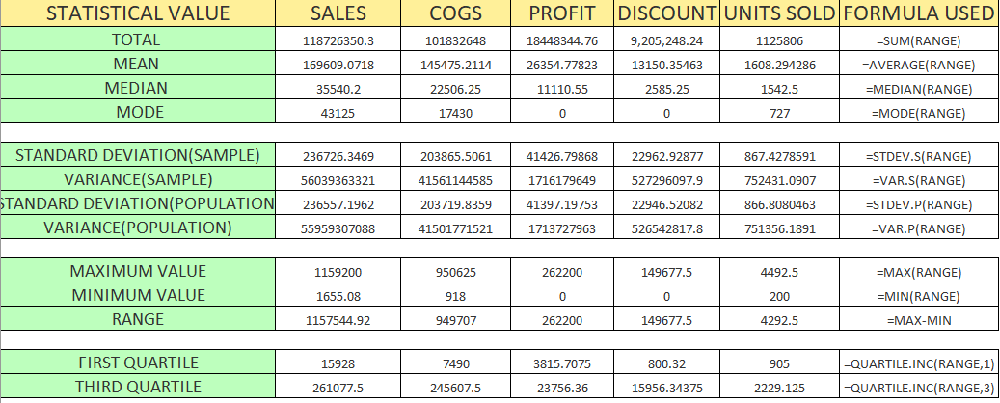 STATISTICAL VALUE SALES COGS PROFIT DISCOUNT UNITS SOLD FORMULA USED
TOTAL 118726350.3 101832648 18448344.76 9,205,248.24 1125806 =SUM(RANGE)
MEAN 169609.0718 145475.2114 26354.77823 13150.35463 1608.294286 =AVERAGE(RANGE)
MEDIAN 35540.2 22506.25 11110.55 2585.25 1542.5 =MEDIAN(RANGE)
MODE 43125 17430 0 0 727 =MODE(RANGE)
STANDARD DEVIATION(SAMPLE) 236726.3469 203865.5061 41426.79868 22962.92877 867.4278591 =STDEV.S(RANGE)
VARIANCE(SAMPLE) 56039363321 41561144585 1716179649 527296097.9 752431.0907 =VAR.S(RANGE)
STANDARD DEVIATION(POPULATION 236557.1962 203719.8359 41397.19753 22946.52082 866.8080463 =STDEV.P(RANGE)
VARIANCE(POPULATION) 55959307088 41501771521 1713727963 526542817.8 751356.1891 =VAR.P(RANGE)
MAXIMUM VALUE 1159200 950625 262200 149677.5 4492.5 =MAX(RANGE)
MINIMUM VALUE 1655.08 918 0 0 200 =MIN(RANGE)
RANGE 1157544.92 949707 262200 149677.5 4292.5 =MAX-MIN
FIRST QUARTILE 15928 7490 3815.7075 800.32 905 =QUARTILE.INC(RANGE,1)
THIRD QUARTILE 261077.5 245607.5 23756.36 15956.34375 2229.125 =QUARTILE.INC(RANGE,3)